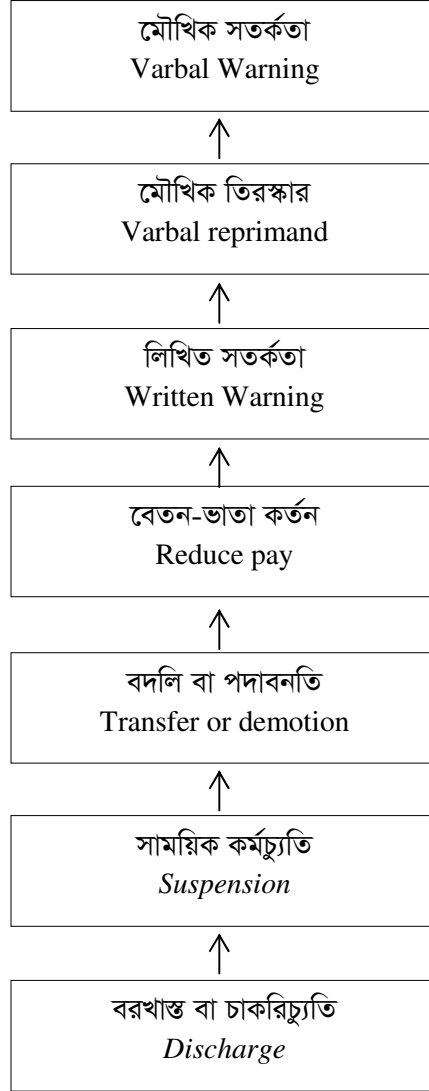 মৌখিক সতর্কতা
Varbal Warning
মৌখিক তিরস্কার
Varbal reprimand
লিখিত সতর্কতা
Written Warning
বেতন-ভাতা কর্তন
Reduce pay
বদলি বা পদাবনতি
Transfer or demotion
সাময়িক কর্মচ্যুতি
Suspension
বরখাস্ত বা চাকরিচ্যুতি
Discharge